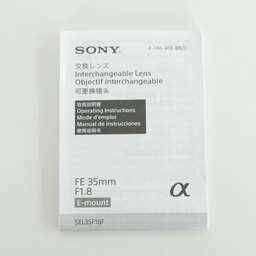 SONY
交換レンズ
Interchangeable Lens
Objectif interchangeable
可更换镜头
取扱説明書
Operating Instructions
Mode d'emploi
Manual de instrucciones
使用说明书
FE 35mm
F1.8
α
E-mount
SEL35F18F